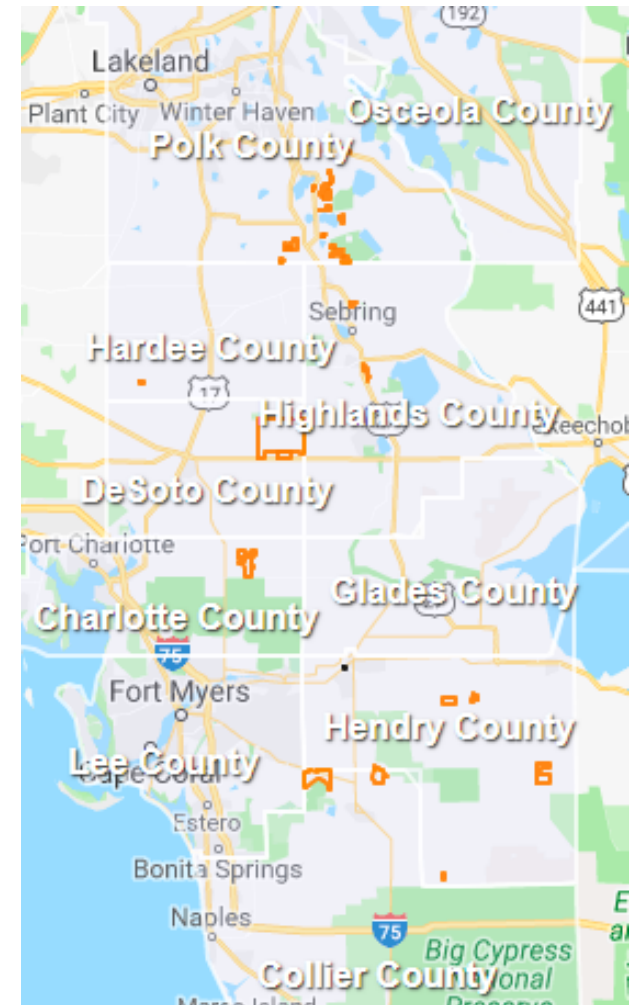 192
Lakeland
Plant City
Winter Haven
Osceola County
Polk County
441
Sebring
Hardee County
17
Highlands County
DeSoto County
Port Charlotte
Glades County
Charlotte County
75
Fort Myers
Hendry County
Lee County
Cape Coral
Estero
Bonita Springs
Naples
75
Big Cypress
Collier County